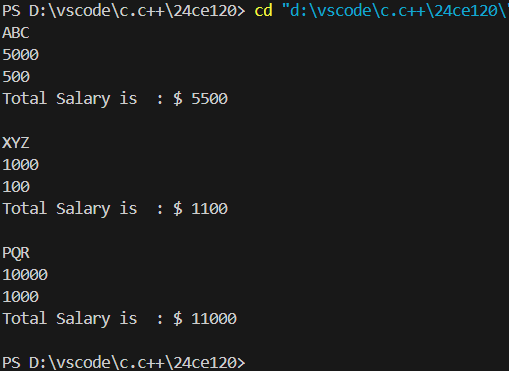 PS D:\vscode\c.c++\24ce120> cd "d:\vscode\c.c++\24ce120\"
ABC
5000
500
Total Salary is  : $ 5500
XYZ
1000
100
Total Salary is  : $ 1100
PQR
10000
1000
Total Salary is  : $ 11000
PS D:\vscode\c.c++\24ce120>